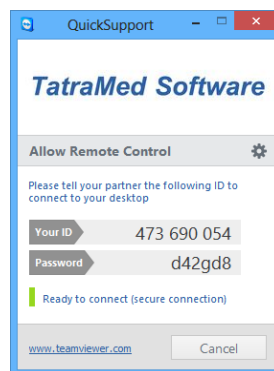 QuickSupport
TatraMed Software
Allow Remote Control
Please tell your partner the following ID to
connect to your desktop
Your ID 473 690 054
Password d42gd8
Ready to connect (secure connection)
www.teamviewer.com Cancel